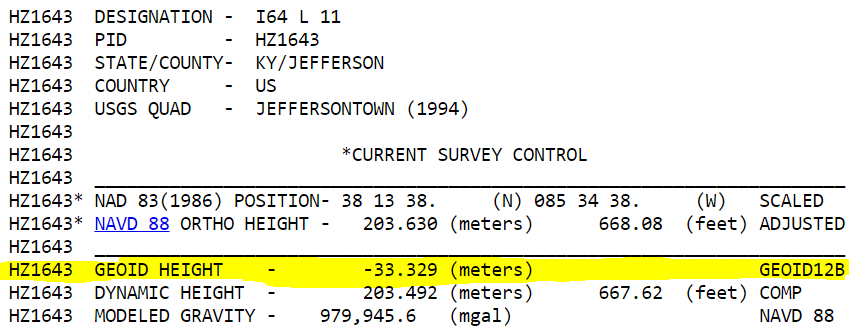 HZ1643 DESIGNATION - I64 L 11
HZ1643 PID - HZ1643
HZ1643 STATE/COUNTY- KY/JEFFERSON
HZ1643 COUNTRY - US
HZ1643 USGS QUAD - JEFFERSONTOWN (1994)
HZ1643
HZ1643 *CURRENT SURVEY CONTROL
HZ1643 ______________________________________________________________________
HZ1643* NAD 83(1986) POSITION- 38 13 38. (N) 085 34 38. (W) SCALED
HZ1643* NAVD 88 ORTHO HEIGHT - 203.630 (meters) 668.08 (feet) ADJUSTED
HZ1643 ______________________________________________________________________
HZ1643 GEOID HEIGHT - -33.329 (meters) GEOID12B
HZ1643 DYNAMIC HEIGHT - 203.492 (meters) 667.62 (feet) COMP
HZ1643 MODELED GRAVITY - 979,945.6 (mgal) NAVD 88